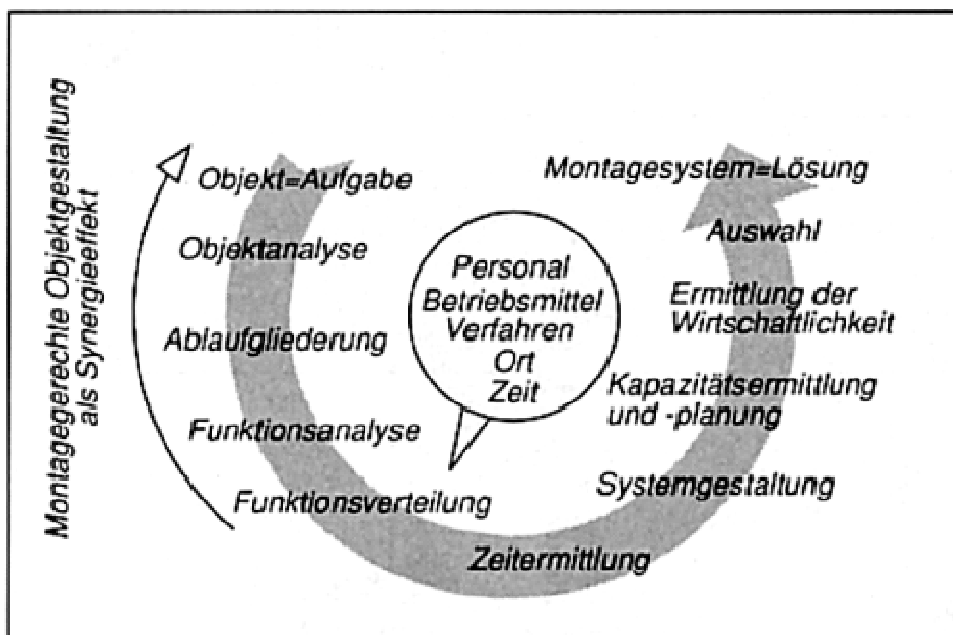 Montagegerechte Objektgestaltung
als Synergieeffekt
Objekt=Aufgabe
Objektanalyse
Ablaufgliederung
Funktionsanalyse
Funktionsverteilung
Zeitermittlung
Systemgestaltung
Kapazitätsermittlung
und -planung
Ermittlung der
Wirtschaftlichkeit
Auswahl
Montagesystem=Lösung
Personal
Betriebsmittel
Verfahren
Ort
Zeit